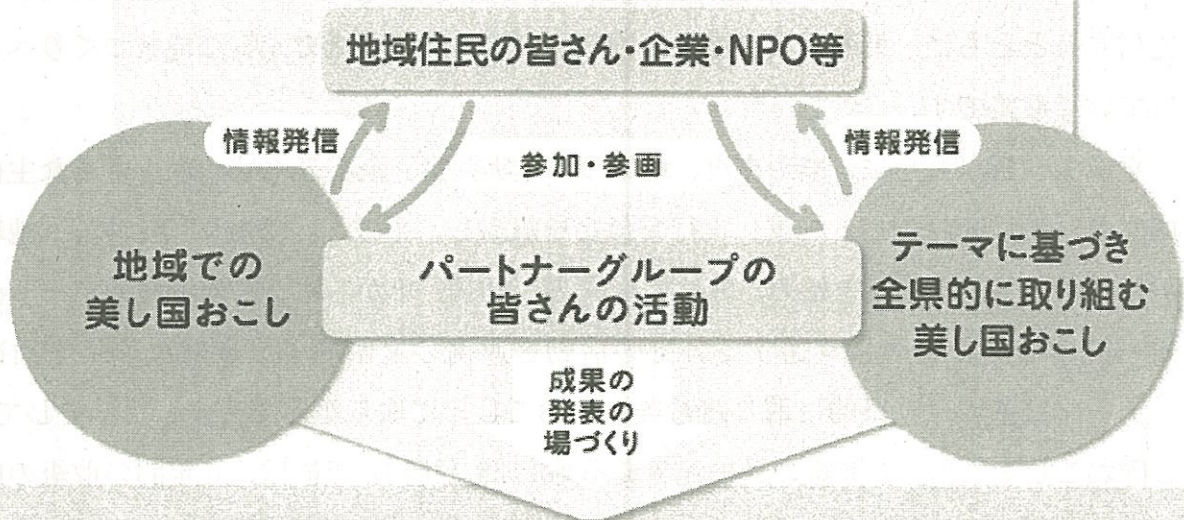 地域住民の皆さん・企業・NPO等
情報発信
情報発信
参加・参画
地域での
美し国おこし
パートナーグループの
皆さんの活動
テーマに基づき
全県的に取り組む
美し国おこし
成果の
発表の
場づくり